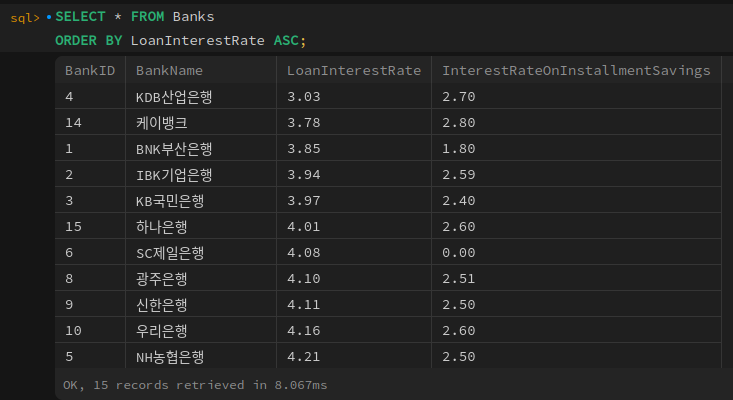 sql> SELECT * FROM Banks
ORDER BY LoanInterestRate ASC;
BankID BankName LoanInterestRate InterestRateOnInstallmentSavings
4 KDB산업은행 3.03 2.70
14 케이뱅크 3.78 2.80
1 BNK부산은행 3.85 1.80
2 IBK기업은행 3.94 2.59
3 KB국민은행 3.97 2.40
15 하나은행 4.01 2.60
6 SC제일은행 4.08 0.00
8 광주은행 4.10 2.51
9 신한은행 4.11 2.50
10 우리은행 4.16 2.60
5 NH농협은행 4.21 2.50
OK, 15 records retrieved in 8.067ms